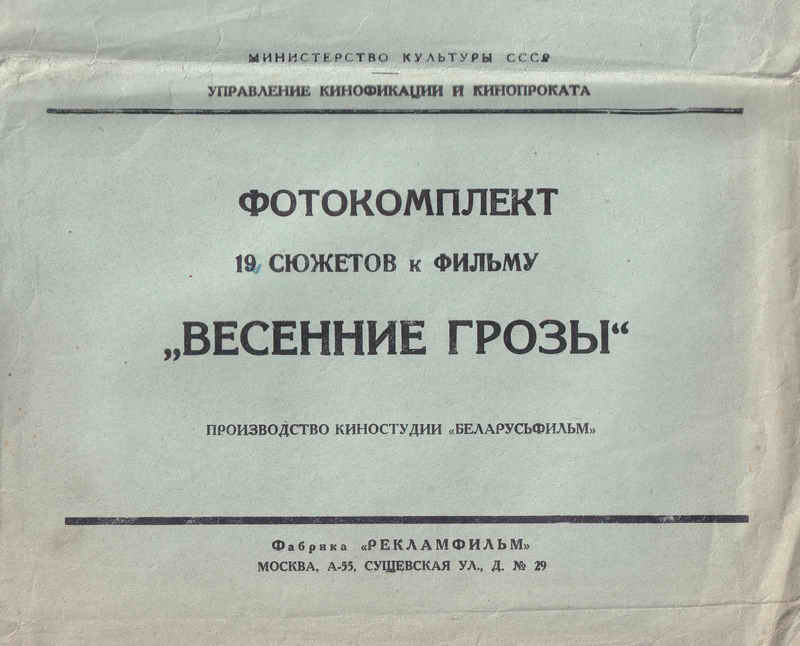 МИНИСТЕРСТВО КУЛЬТУРЫ СССР
УПРАВЛЕНИЕ КИНОФИКАЦИИ И КИНОПРОКАТА
ФОТОКОМПЛЕКТ
19 СЮЖЕТОВ к ФИЛЬМУ
„ВЕСЕННИЕ ГРОЗЫ“
ПРОИЗВОДСТВО КИНОСТУДИИ «БЕЛАРУСЬФИЛЬМ»
Фабрика «РЕКЛАМФИЛЬМ»
МОСКВА, А-55, СУЩЕВСКАЯ УЛ., Д. № 29